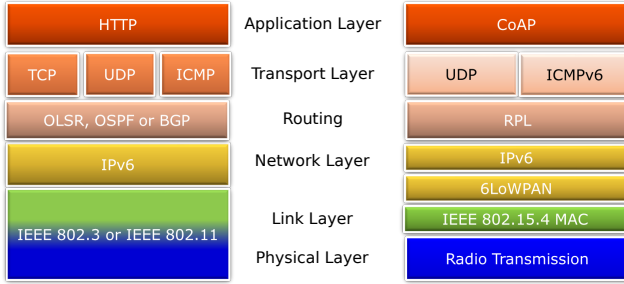 HTTP Application Layer CoAP
TCP UDP ICMP Transport Layer UDP ICMPv6
OLSR, OSPF or BGP Routing RPL
IPv6 Network Layer IPv6
6LoWPAN
IEEE 802.3 or IEEE 802.11 Link Layer IEEE 802.15.4 MAC
Physical Layer Radio Transmission